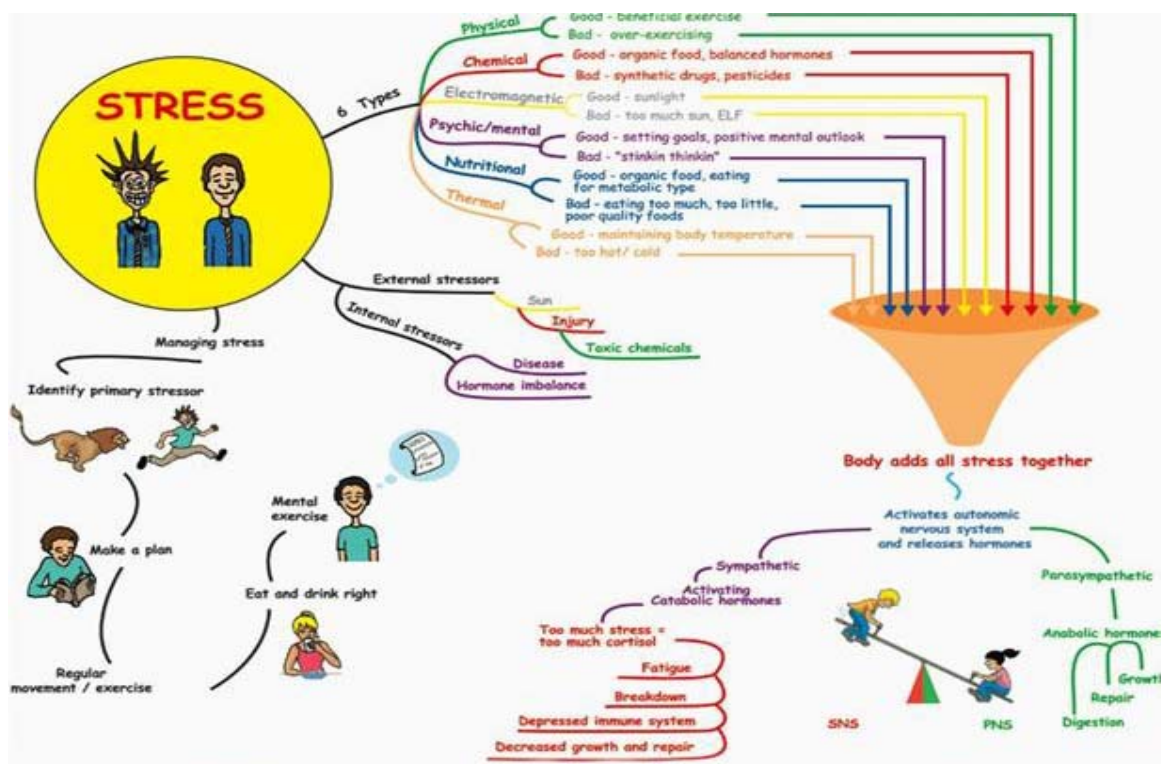 STRESS
6 Types
Physical
Good - beneficial exercise
Bad - over-exercising
Chemical
Good - organic food, balanced hormones
Bad - synthetic drugs, pesticides
Electromagnetic
Good - sunlight
Bad - too much sun, ELF
Psychic/mental
Good - setting goals, positive mental outlook
Bad - "stinkin thinkin"
Nutritional
Good - organic food, eating
for metabolic type
Bad - eating too much, too little,
poor quality foods
Thermal
Good - maintaining body temperature
Bad - too hot/ cold
External stressors
Sun
Injury
Toxic chemicals
Internal stressors
Disease
Hormone imbalance
Managing stress
Identify primary stressor
Make a plan
Regular
movement / exercise
Eat and drink right
Mental
exercise
Body adds all stress together
Activates autonomic
nervous system
and releases hormones
Sympathetic
Activating
Catabolic hormones
Too much stress =
too much cortisol
Fatigue
Breakdown
Depressed immune system
Decreased growth and repair
SNS
PNS
Parasympathetic
Anabolic hormones
Growth
Repair
Digestion